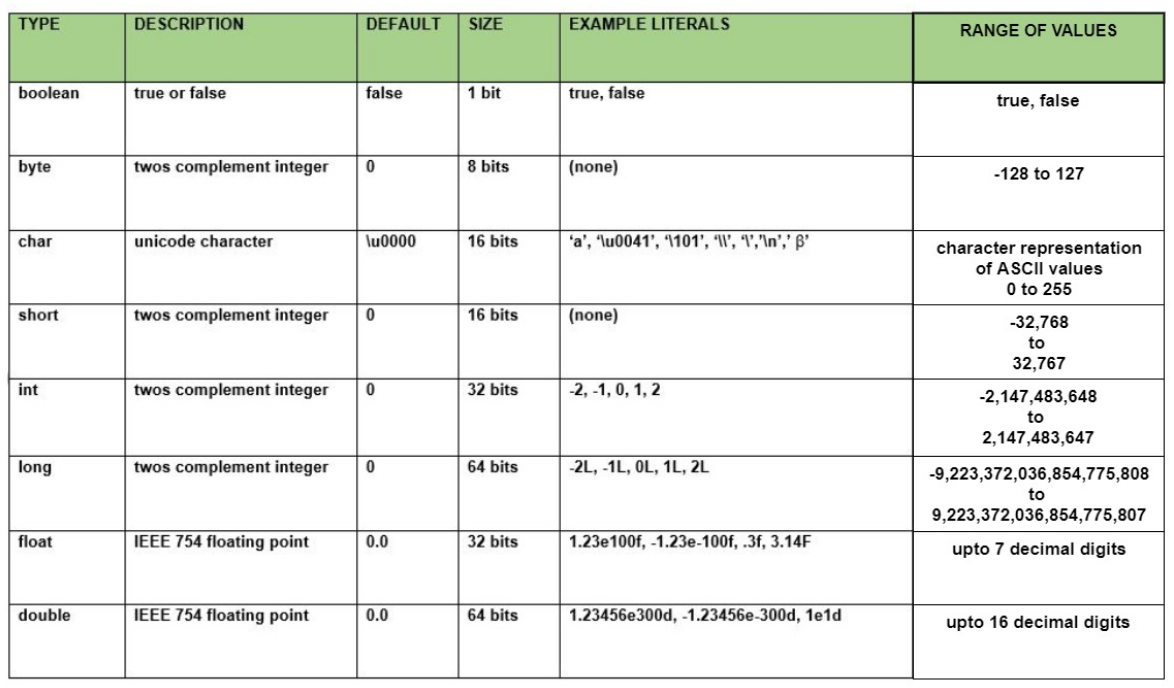 TYPE DESCRIPTION DEFAULT SIZE EXAMPLE LITERALS RANGE OF VALUES
boolean true or false false 1 bit true, false true, false
byte twos complement integer 0 8 bits (none) -128 to 127
char unicode character \u0000 16 bits ‘a’, ‘\u0041’, ‘\101’, ‘\\’, ‘\’,’\n’,’ β’ character representation
of ASCII values
0 to 255
short twos complement integer 0 16 bits (none) -32,768
to
32,767
int twos complement integer 0 32 bits -2, -1, 0, 1, 2 -2,147,483,648
to
2,147,483,647
long twos complement integer 0 64 bits -2L, -1L, 0L, 1L, 2L -9,223,372,036,854,775,808
to
9,223,372,036,854,775,807
float IEEE 754 floating point 0.0 32 bits 1.23e100f, -1.23e-100f, .3f, 3.14F upto 7 decimal digits
double IEEE 754 floating point 0.0 64 bits 1.23456e300d, -1.23456e-300d, 1e1d upto 16 decimal digits